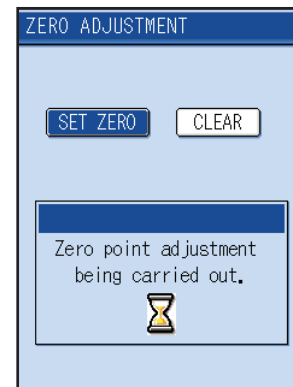 ZERO ADJUSTMENT
SET ZERO CLEAR
Zero point adjustment
being carried out.